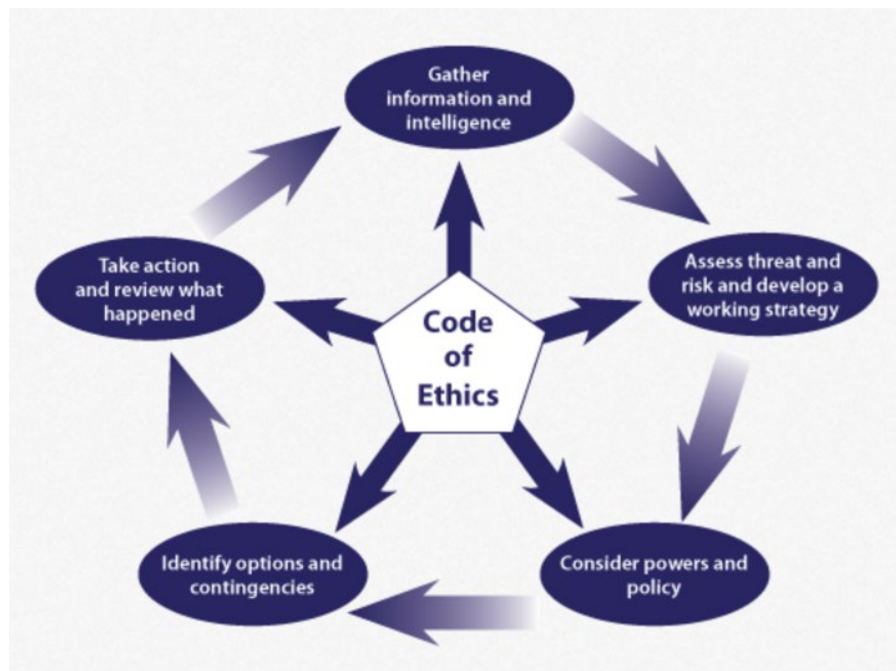 Gather
information and
intelligence
Assess threat and
risk and develop a
working strategy
Consider powers and
policy
Identify options and
contingencies
Take action
and review what
happened
Code
of
Ethics